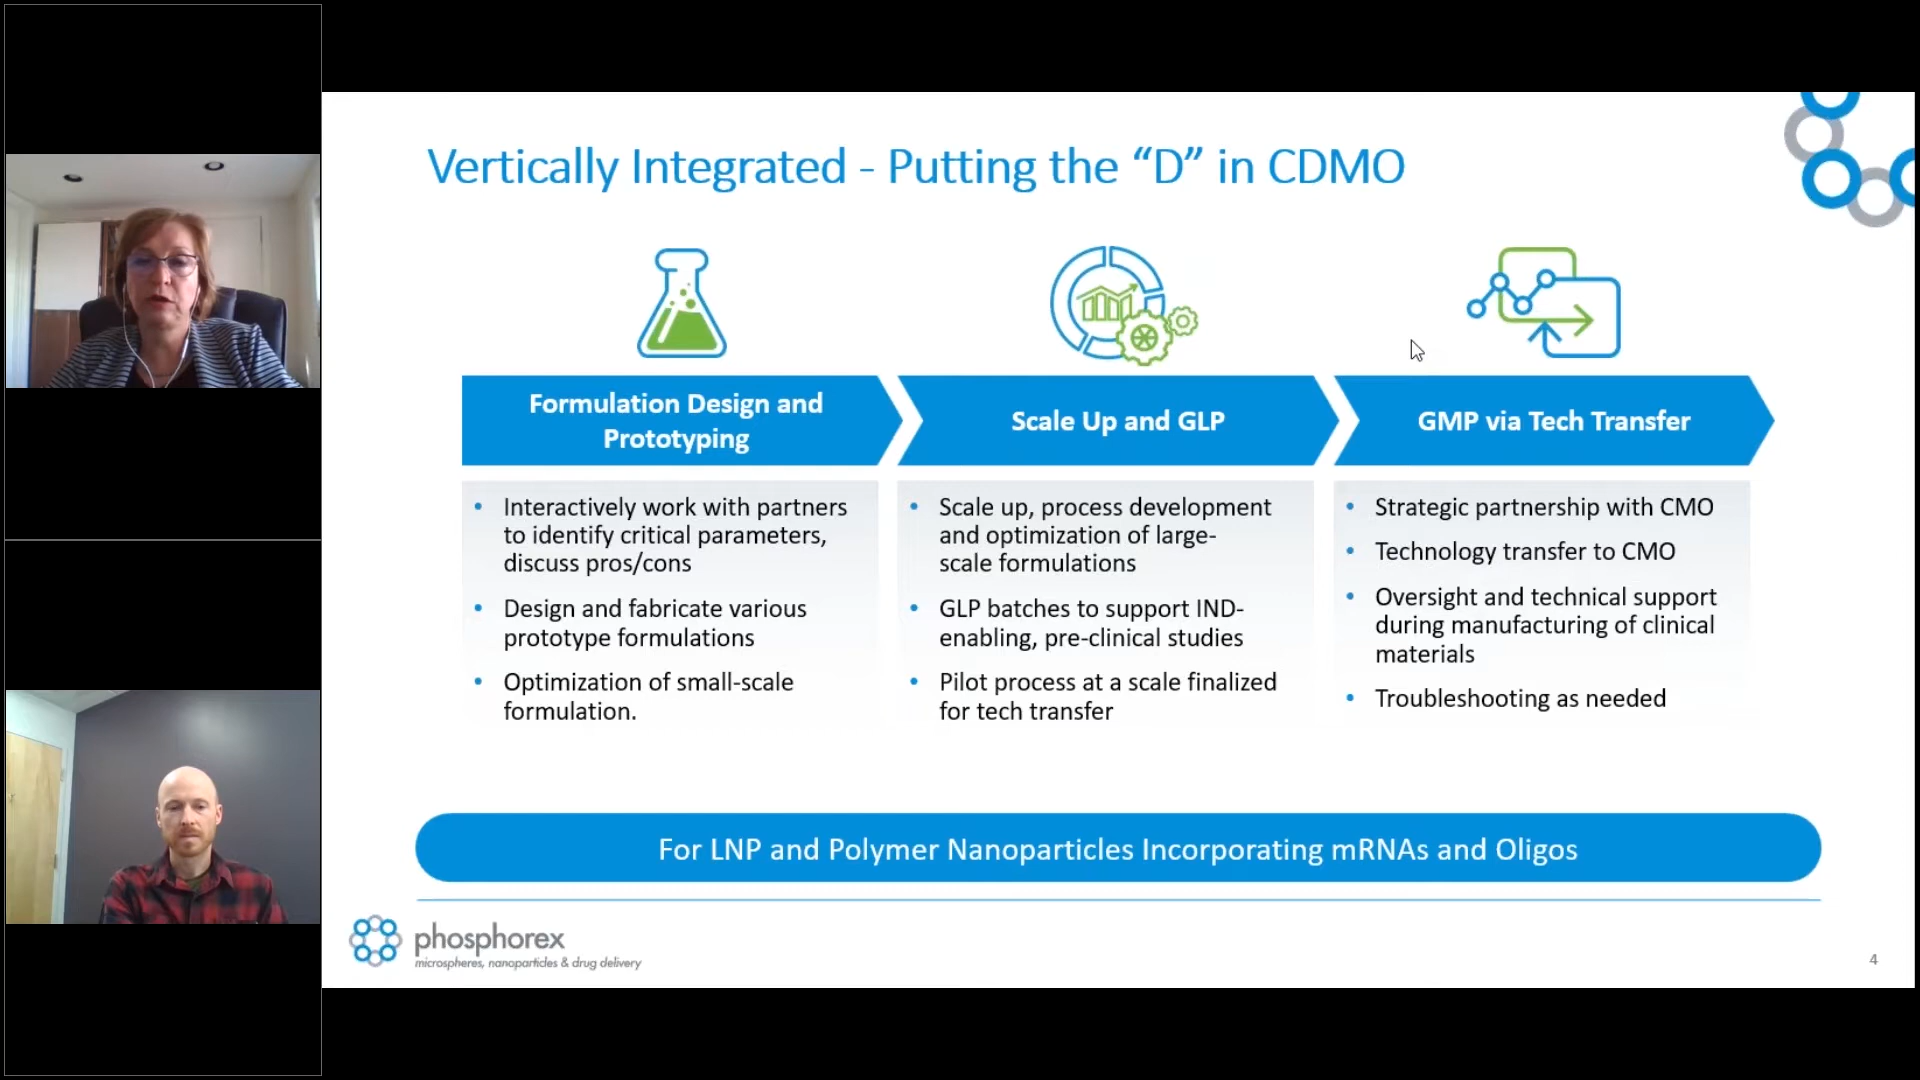 Vertically Integrated - Putting the “D” in CDMO
Formulation Design and
Prototyping
Interactively work with partners
to identify critical parameters,
discuss pros/cons
Design and fabricate various
prototype formulations
Optimization of small-scale
formulation.
Scale Up and GLP
Scale up, process development
and optimization of large-
scale formulations
GLP batches to support IND-
enabling, pre-clinical studies
Pilot process at a scale finalized
for tech transfer
GMP via Tech Transfer
Strategic partnership with CMO
Technology transfer to CMO
Oversight and technical support
during manufacturing of clinical
materials
Troubleshooting as needed
For LNP and Polymer Nanoparticles Incorporating mRNAs and Oligos
phosphorex
microspheres, nanoparticles & drug delivery
4